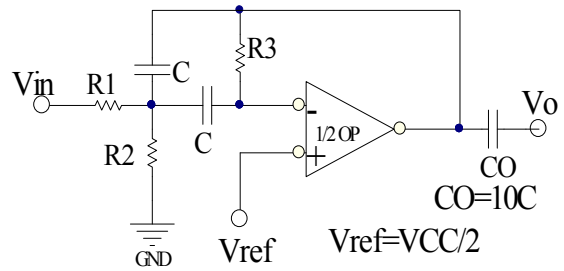 R3
Vin
R1
C
C
R2
-
1/2 OP
+
Vo
CO
CO=10C
GND
Vref
Vref=VCC/2